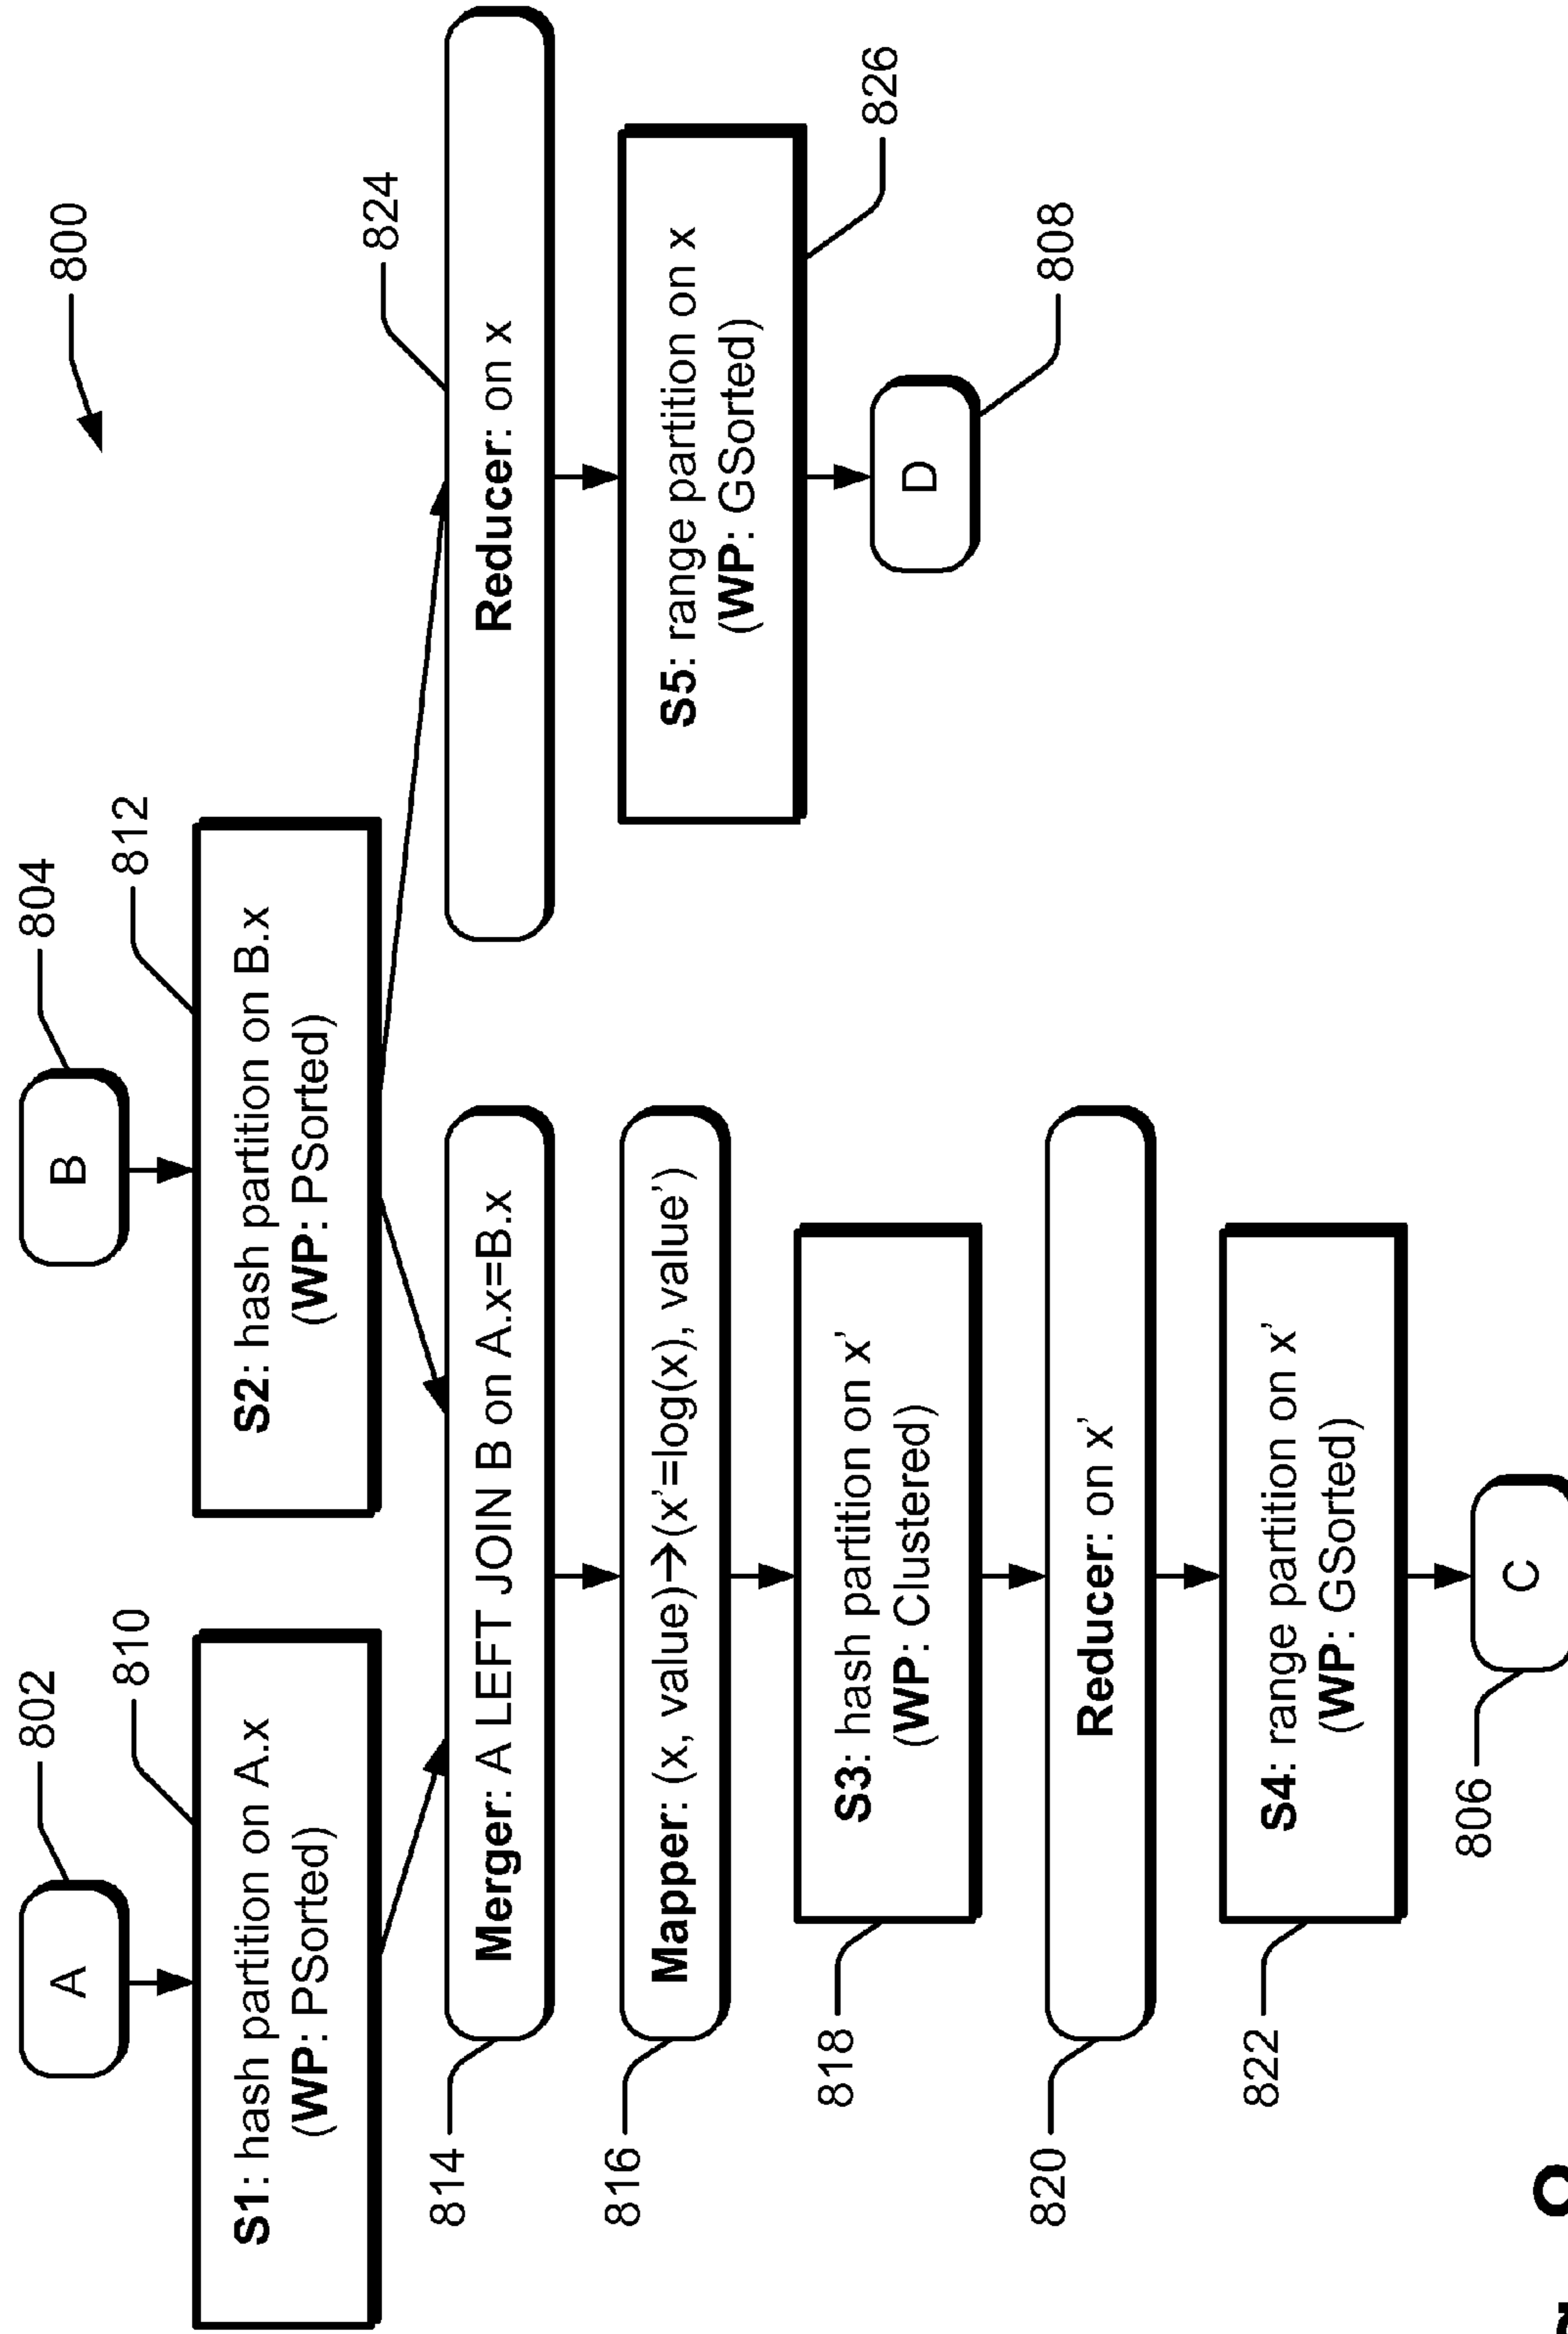 800
802
A
804
B
810
S1: hash partition on A.x
(WP: PSorted)
812
S2: hash partition on B.x
(WP: PSorted)
814
Merger: A LEFT JOIN B on A.x=B.x
824
Reducer: on x
816
Mapper: (x, value)→(x’=log(x), value’)
S5: range partition on x
(WP: GSorted)
826
818
S3: hash partition on x’
(WP: Clustered)
D
808
820
Reducer: on x’
822
S4: range partition on x’
(WP: GSorted)
806
C